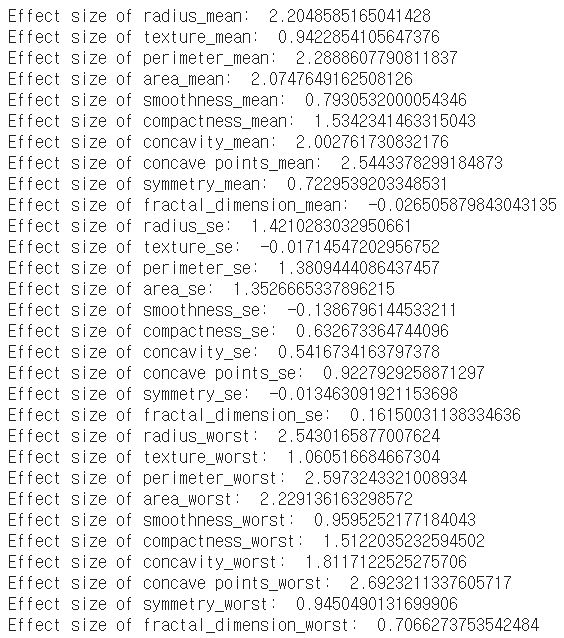 Effect size of radius_mean:  2.2048585165041428
Effect size of texture_mean:  0.9422854105647376
Effect size of perimeter_mean:  2.2888607790811837
Effect size of area_mean:  2.0747649162508126
Effect size of smoothness_mean:  0.7930532000054346
Effect size of compactness_mean:  1.5342341463315043
Effect size of concavity_mean:  2.002761730832176
Effect size of concave points_mean:  2.5443378299184873
Effect size of symmetry_mean:  0.7229539203348531
Effect size of fractal_dimension_mean:  -0.026505879843043135
Effect size of radius_se:  1.4210283032950661
Effect size of texture_se:  -0.01714547202956752
Effect size of perimeter_se:  1.3809444086437457
Effect size of area_se:  1.3526665337896215
Effect size of smoothness_se:  -0.1386796144533211
Effect size of compactness_se:  0.632673364744096
Effect size of concavity_se:  0.5416734163797378
Effect size of concave points_se:  0.9227929258871297
Effect size of symmetry_se:  -0.013463091921153698
Effect size of fractal_dimension_se:  0.16150031138334636
Effect size of radius_worst:  2.5430165877007624
Effect size of texture_worst:  1.060516684667304
Effect size of perimeter_worst:  2.5973243321008934
Effect size of area_worst:  2.229136163298572
Effect size of smoothness_worst:  0.9595252177184043
Effect size of compactness_worst:  1.5122035232594502
Effect size of concavity_worst:  1.8117122525275706
Effect size of concave points_worst:  2.6923211337605717
Effect size of symmetry_worst:  0.9450490131699906
Effect size of fractal_dimension_worst:  0.7066273753542484